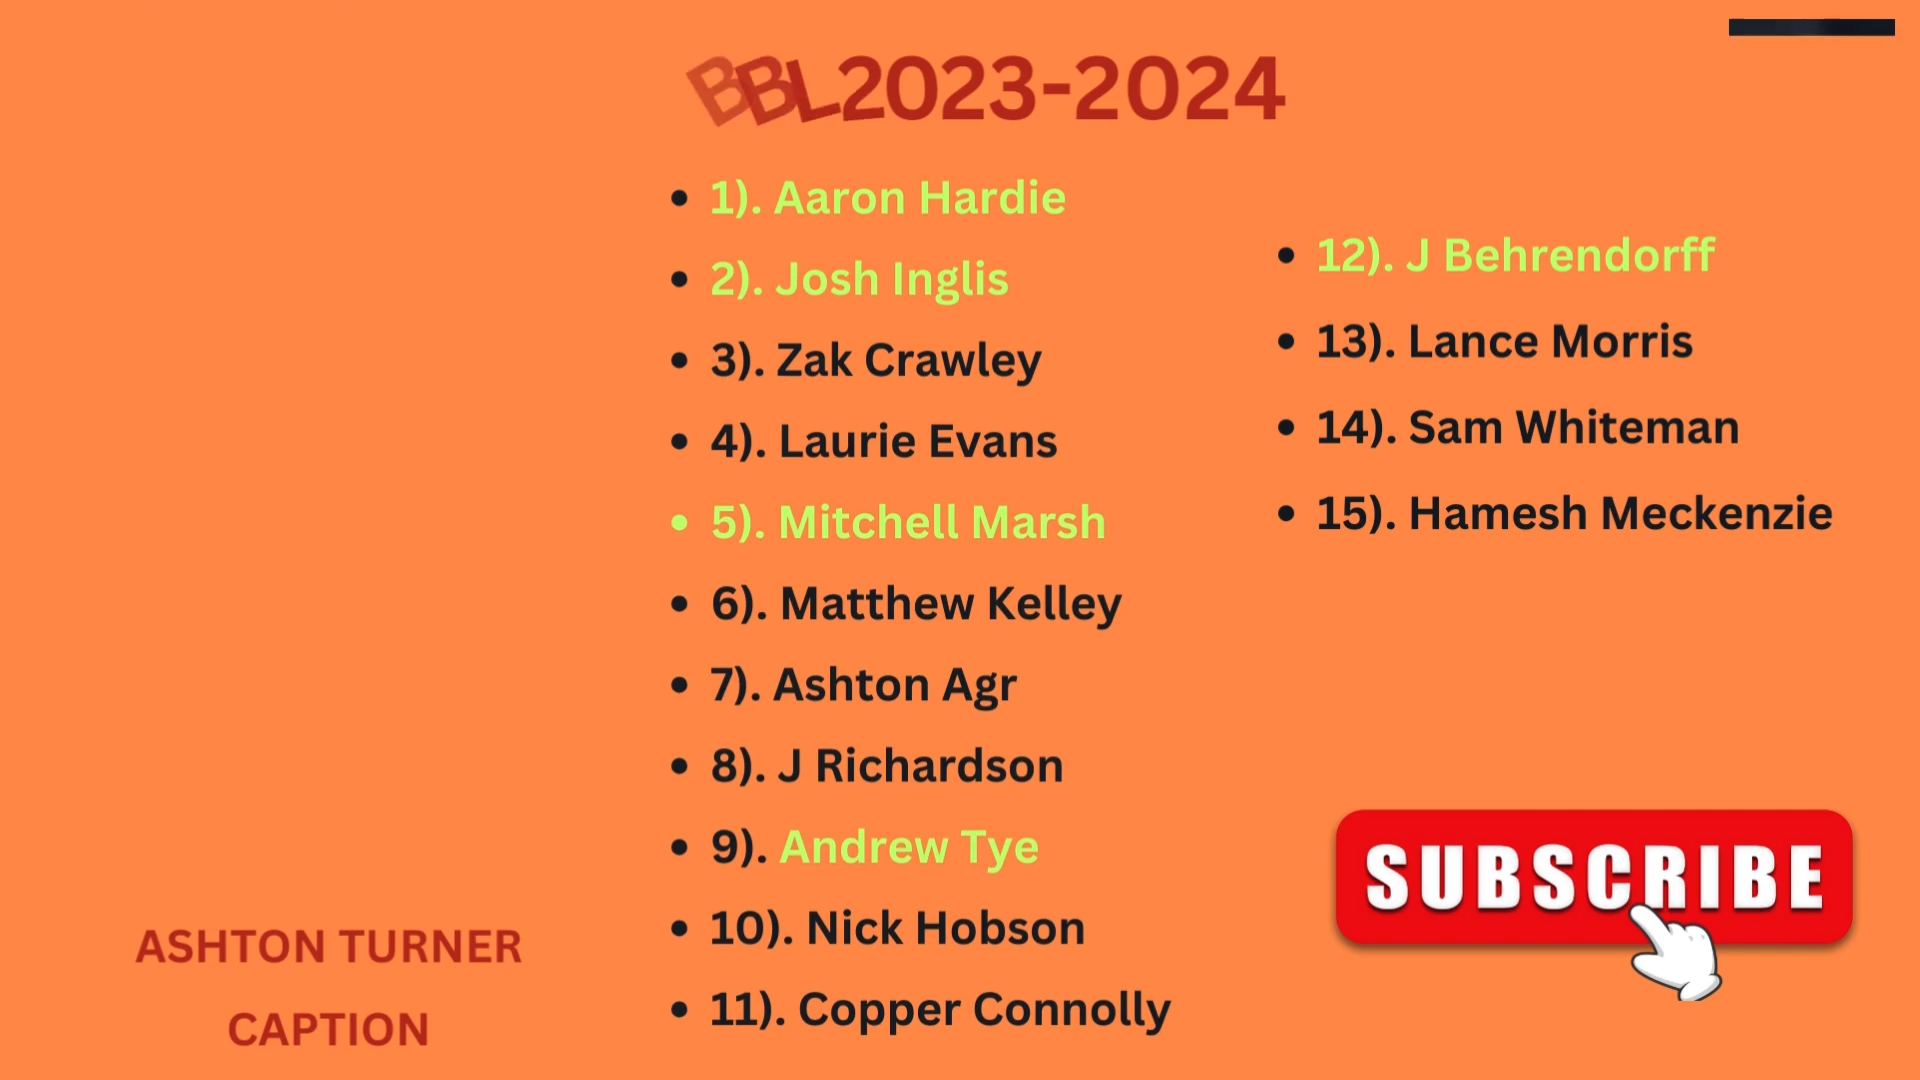 BBL2023-2024
1). Aaron Hardie
2). Josh Inglis
3). Zak Crawley
4). Laurie Evans
5). Mitchell Marsh
6). Matthew Kelley
7). Ashton Agr
8). J Richardson
9). Andrew Tye
10). Nick Hobson
11). Copper Connolly
12). J Behrendorff
13). Lance Morris
14). Sam Whiteman
15). Hamesh Meckenzie
SUBSCRIBE
ASHTON TURNER
CAPTION